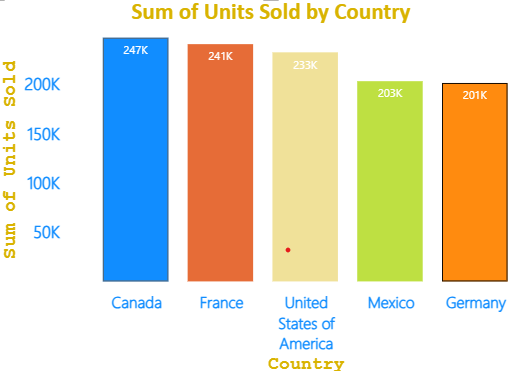 Sum of Units Sold by Country
Sum of Units Sold
200K
150K
100K
50K
247K
241K
233K
203K
201K
Canada
France
United
States of
America
Mexico
Germany
Country